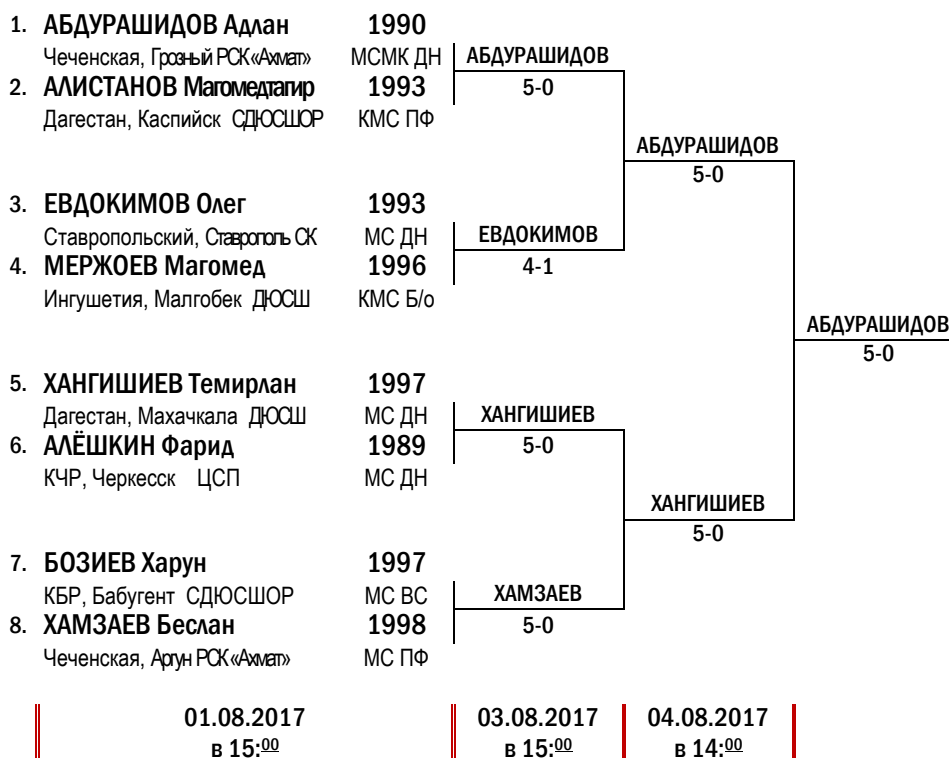 1. АБДУРАШИДОВ Адлан 1990
Чеченская, Грозный РСК «Ахмат» МСМК ДН
АБДУРАШИДОВ
2. АЛИСТАНОВ Магомедтагир 1993
5-0
Дагестан, Каспийск СДЮСШОР КМС ПФ
АБДУРАШИДОВ
5-0
3. ЕВДОКИМОВ Олег 1993
Ставропольский, Ставрополь СК МС ДН
ЕВДОКИМОВ
4. МЕРЖОЕВ Магомед 1996
4-1
Ингушетия, Малгобек ДЮСШ КМС Б/о
АБДУРАШИДОВ
5-0
5. ХАНГИШИЕВ Темирлан 1997
Дагестан, Махачкала ДЮСШ МС ДН
ХАНГИШИЕВ
6. АЛЁШКИН Фарид 1989
5-0
КЧР, Черкесск ЦСП МС ДН
ХАНГИШИЕВ
5-0
7. БОЗИЕВ Харун 1997
КБР, Бабугент СДЮСШОР МС ВС
ХАМЗАЕВ
8. ХАМЗАЕВ Беслан 1998
5-0
Чеченская, Аргун РСК «Ахмат» МС ПФ
01.08.2017 03.08.2017 04.08.2017
в 15:00 в 15:00 в 14:00